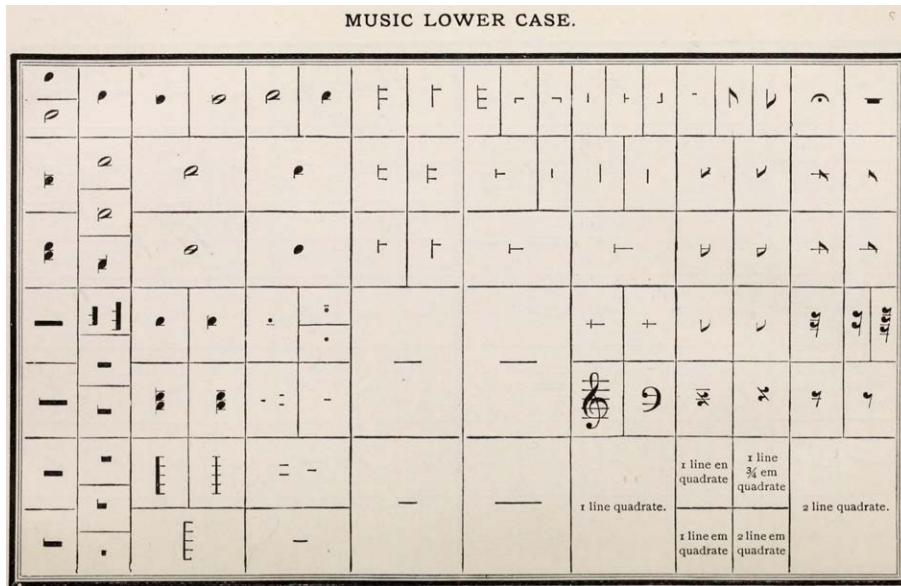 MUSIC LOWER CASE.
1 line en
quadrate
1 line
¾ em
quadrate
1 line quadrate.
2 line quadrate.
1 line em
quadrate
2 line em
quadrate